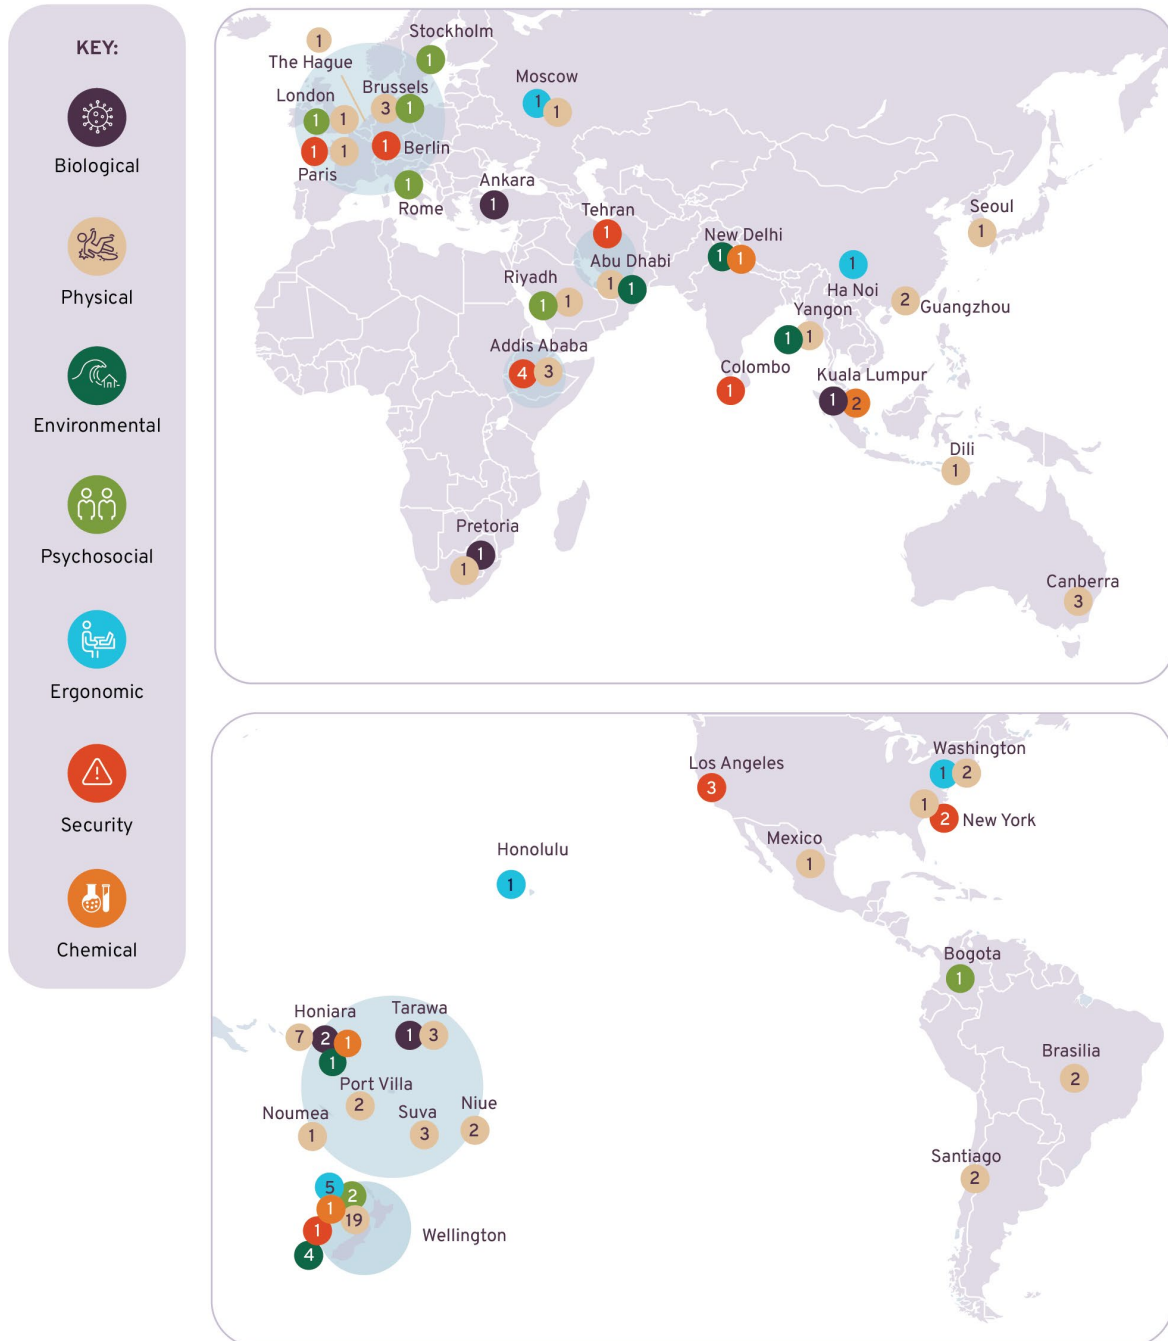 KEY:
Biological
Physical
Environmental
Psychosocial
Ergonomic
Security
Chemical
1
The Hague
Stockholm
1
London
1
1
Brussels
3
1
Moscow
1
1
1
1
Paris
1
Berlin
1
Rome
Ankara
1
Tehran
1
New Delhi
1
1
Seoul
1
Abu Dhabi
1
1
Riyadh
1
1
1
Ha Noi
2
Guangzhou
Yangon
1
1
Addis Ababa
4
3
Colombo
1
Kuala Lumpur
1
2
Dili
1
Pretoria
1
1
Canberra
3
Washington
1
2
Los Angeles
3
1
2
New York
Mexico
1
Honolulu
1
Bogota
1
Honiara
7
2
1
1
Tarawa
1
3
Brasilia
2
Port Villa
2
Noumea
1
Suva
3
Niue
2
Santiago
2
5
2
1
19
1
4
Wellington